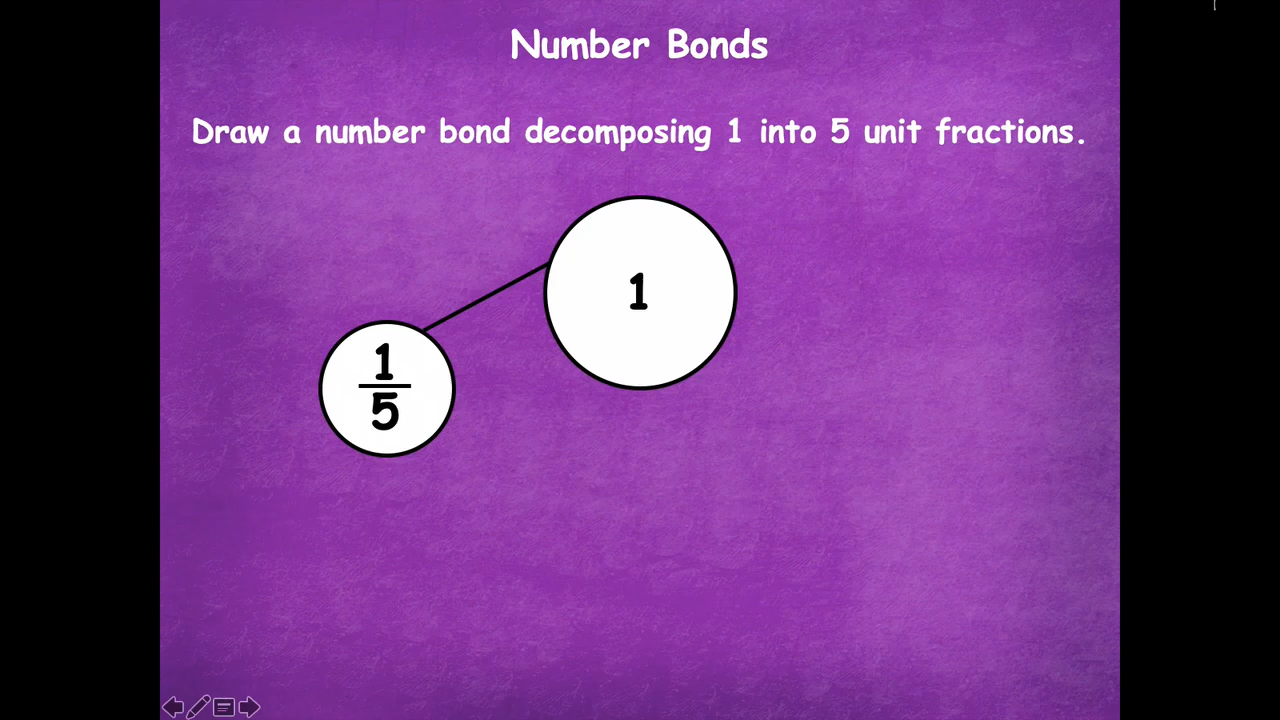 Number Bonds
Draw a number bond decomposing 1 into 5 unit fractions.
1
1
5